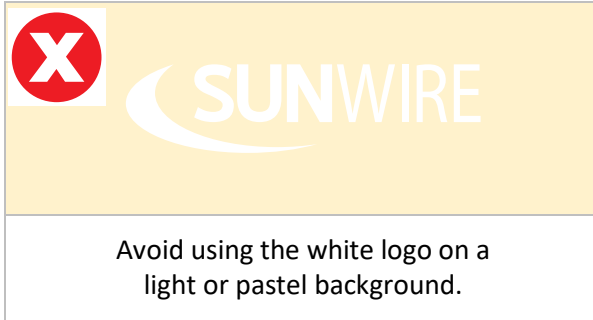 X
SUNWIRE
Avoid using the white logo on a
light or pastel background.